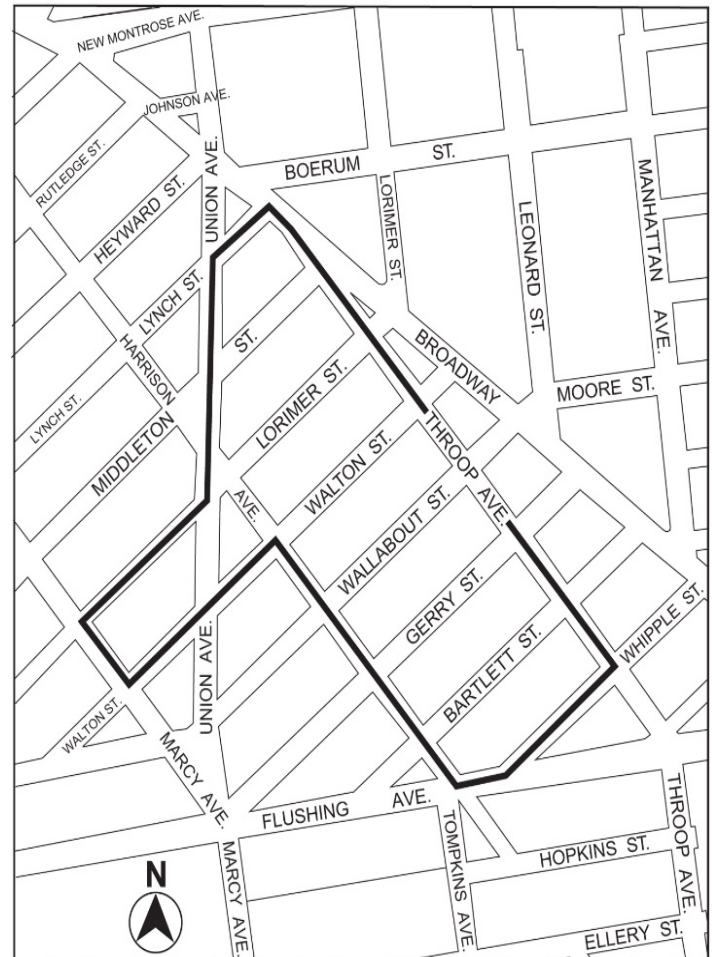 NEW MONTROSE AVE.
JOHNSON AVE.
RUTLEDGE ST.
HEYWARD ST.
UNION AVE.
BOERUM ST.
LORIMER ST.
LEONARD ST.
MANHATTAN AVE.
LYNCH ST.
HARRISON AVE.
ST.
LYNCH ST.
MIDDLETON
LORIMER ST.
BROADWAY
MOORE ST.
WALTON ST.
THROOP AVE.
WALLABOUT ST.
GERRY ST.
BARTLETT ST.
WHIPPLE ST.
UNION AVE.
WALTON ST.
MARCY AVE.
FLUSHING AVE.
MARCY AVE.
TOMPKINS AVE.
HOPKINS ST.
THROOP AVE.
ELLERY ST.
N